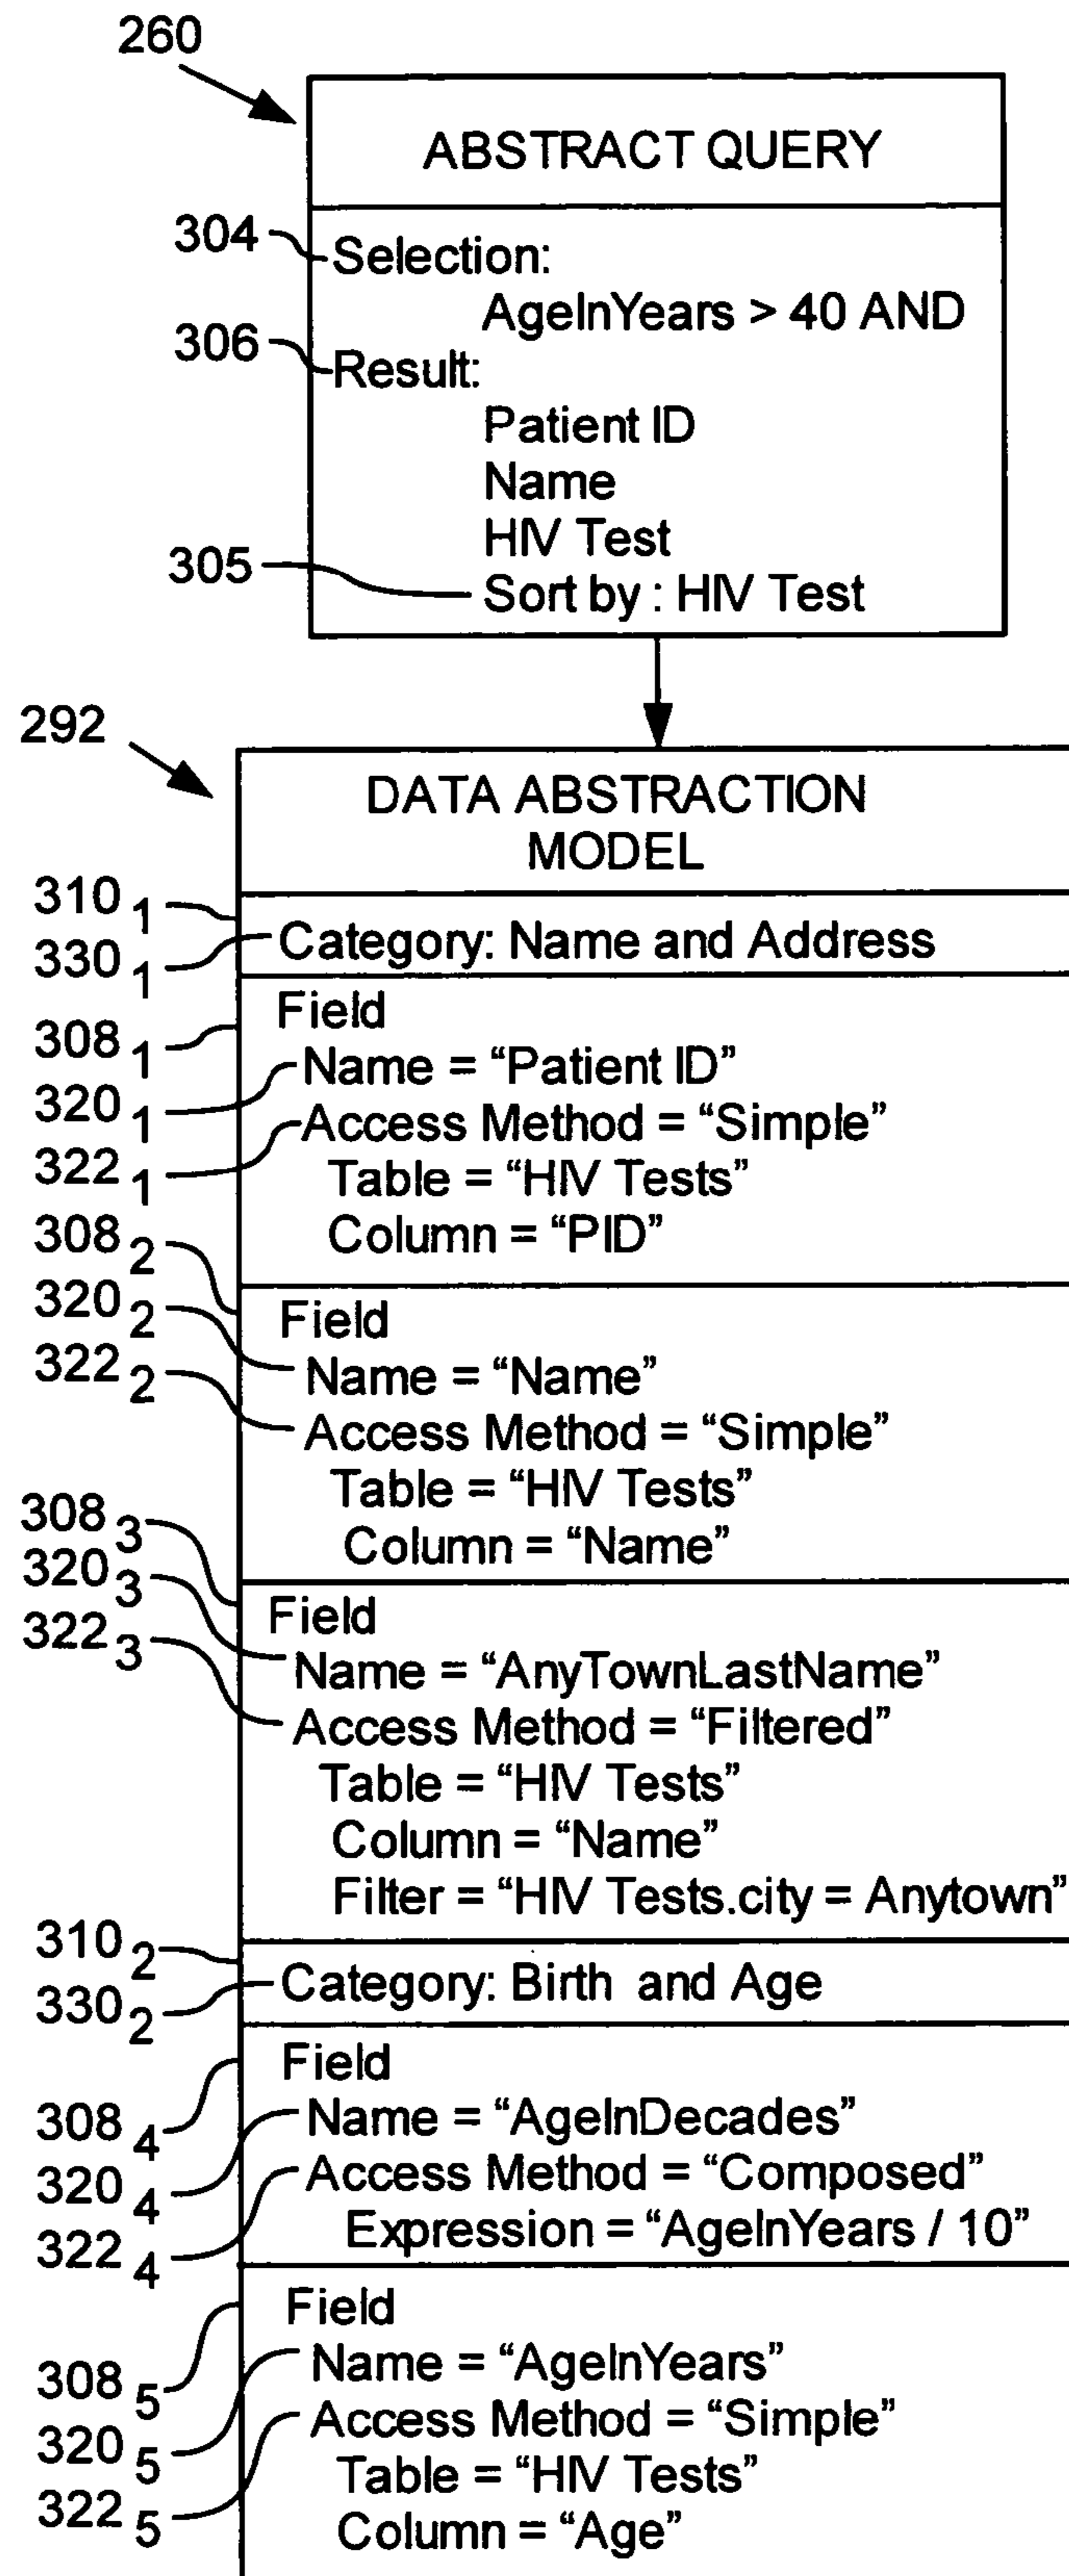 260
ABSTRACT QUERY
304
Selection:
AgeInYears > 40 AND
306
Result:
Patient ID
Name
HIV Test
305
Sort by : HIV Test
292
DATA ABSTRACTION
MODEL
310 1
330 1
Category: Name and Address
308 1
Field
320 1
Name = “Patient ID”
322 1
Access Method = “Simple”
Table = “HIV Tests”
Column = “PID”
308 2
Field
320 2
Name = “Name”
322 2
Access Method = “Simple”
Table = “HIV Tests”
Column = “Name”
308 3
Field
320 3
Name = “AnyTownLastName”
322 3
Access Method = “Filtered”
Table = “HIV Tests”
Column = “Name”
Filter = “HIV Tests.city = Anytown”
310 2
330 2
Category: Birth and Age
308 4
Field
320 4
Name = “AgeInDecades”
322 4
Access Method = “Composed”
Expression = “AgeInYears / 10”
308 5
Field
320 5
Name = “AgeInYears”
322 5
Access Method = “Simple”
Table = “HIV Tests”
Column = “Age”